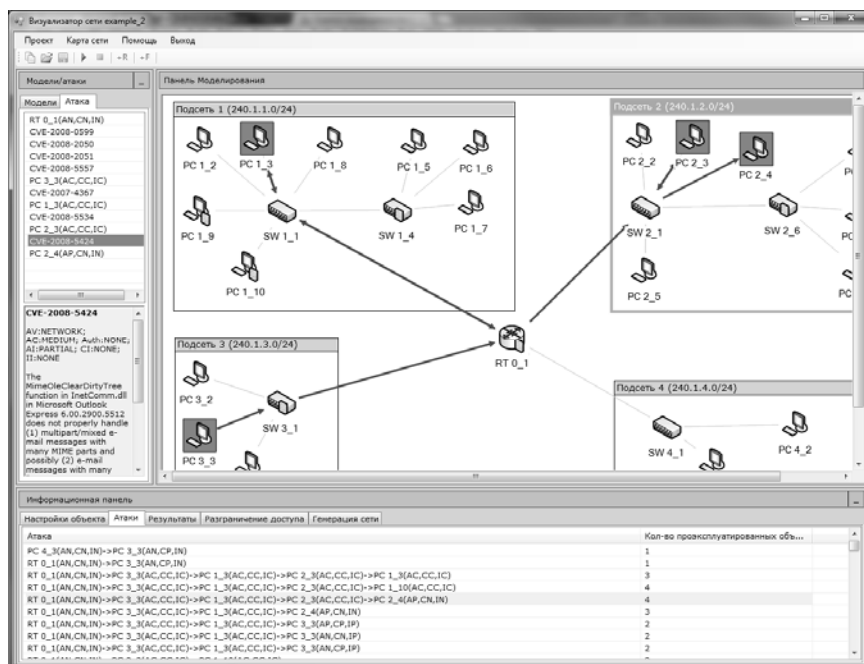 Визуализатор сети example_2
Проект Карта сети Помощь Выход
+R +F
Модели/атаки
Модели Атака
RT 0_1(AN,CN,IN)
CVE-2008-0599
CVE-2008-2050
CVE-2008-2051
CVE-2008-5557
PC 3_3(AC,CC,IC)
CVE-2007-4367
PC 1_3(AC,CC,IC)
CVE-2008-5534
PC 2_3(AC,CC,IC)
CVE-2008-5424
PC 2_4(AP,CN,IN)
CVE-2008-5424
AV:NETWORK;
AC:MEDIUM; Auth:NONE;
AI:PARTIAL; CI:NONE;
II:NONE
The
MimeOleClearDirtyTree
function in InetComm.dll
in Microsoft Outlook
Express 6.00.2900.5512
does not properly handle
(1) multipart/mixed e-
mail messages with
many MIME parts and
possibly (2) e-mail
messages with many
Панель Моделирования
Подсеть 1 (240.1.1.0/24)
PC 1_2
PC 1_3
PC 1_8
PC 1_5
PC 1_6
PC 1_9
SW 1_1
SW 1_4
PC 1_7
PC 1_10
Подсеть 2 (240.1.2.0/24)
PC 2_2
PC 2_3
PC 2_4
SW 2_1
SW 2_6
PC 2_5
RT 0_1
Подсеть 3 (240.1.3.0/24)
PC 3_2
SW 3_1
PC 3_3
Подсеть 4 (240.1.4.0/24)
SW 4_1
PC 4_2
Информационная панель
Настройки объекта Атаки Результаты Разграничение доступа Генерация сети
Атака Кол-во проэксплуатированных объ...
PC 4_3(AN,CN,IN)->PC 3_3(AN,CP,IN) 1
RT 0_1(AN,CN,IN)->PC 3_3(AN,CP,IN) 1
RT 0_1(AN,CN,IN)->PC 3_3(AC,CC,IC)->PC 1_3(AC,CC,IC)->PC 2_3(AC,CC,IC)->PC 1_3(AC,CC,IC) 3
RT 0_1(AN,CN,IN)->PC 3_3(AC,CC,IC)->PC 1_3(AC,CC,IC)->PC 2_3(AC,CC,IC)->PC 1_10(AC,CC,IC) 4
RT 0_1(AN,CN,IN)->PC 3_3(AC,CC,IC)->PC 1_3(AC,CC,IC)->PC 2_3(AC,CC,IC)->PC 2_4(AP,CN,IN) 4
RT 0_1(AN,CN,IN)->PC 3_3(AC,CC,IC)->PC 1_3(AC,CC,IC)->PC 2_4(AP,CN,IN) 3
RT 0_1(AN,CN,IN)->PC 3_3(AC,CC,IC)->PC 1_3(AC,CC,IC)->PC 3_3(AP,CP,IP) 2
RT 0_1(AN,CN,IN)->PC 3_3(AC,CC,IC)->PC 1_3(AC,CC,IC)->PC 3_3(AN,CN,IP) 2
RT 0_1(AN,CN,IN)->PC 3_3(AC,CC,IC)->PC 1_3(AC,CC,IC)->PC 3_3(AN,CP,IP) 2